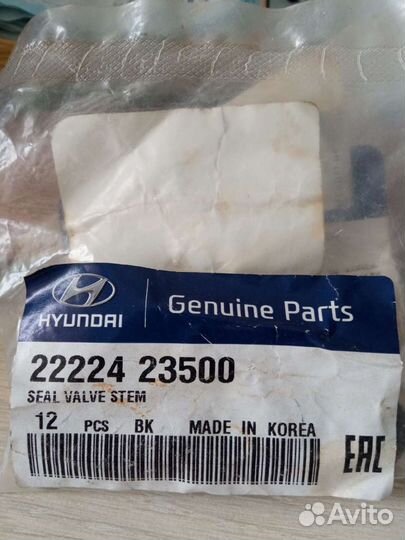 HYUNDAI
Genuine Parts
22224 23500
SEAL VALVE STEM
12 PCS BK MADE IN KOREA
EAC
Avito